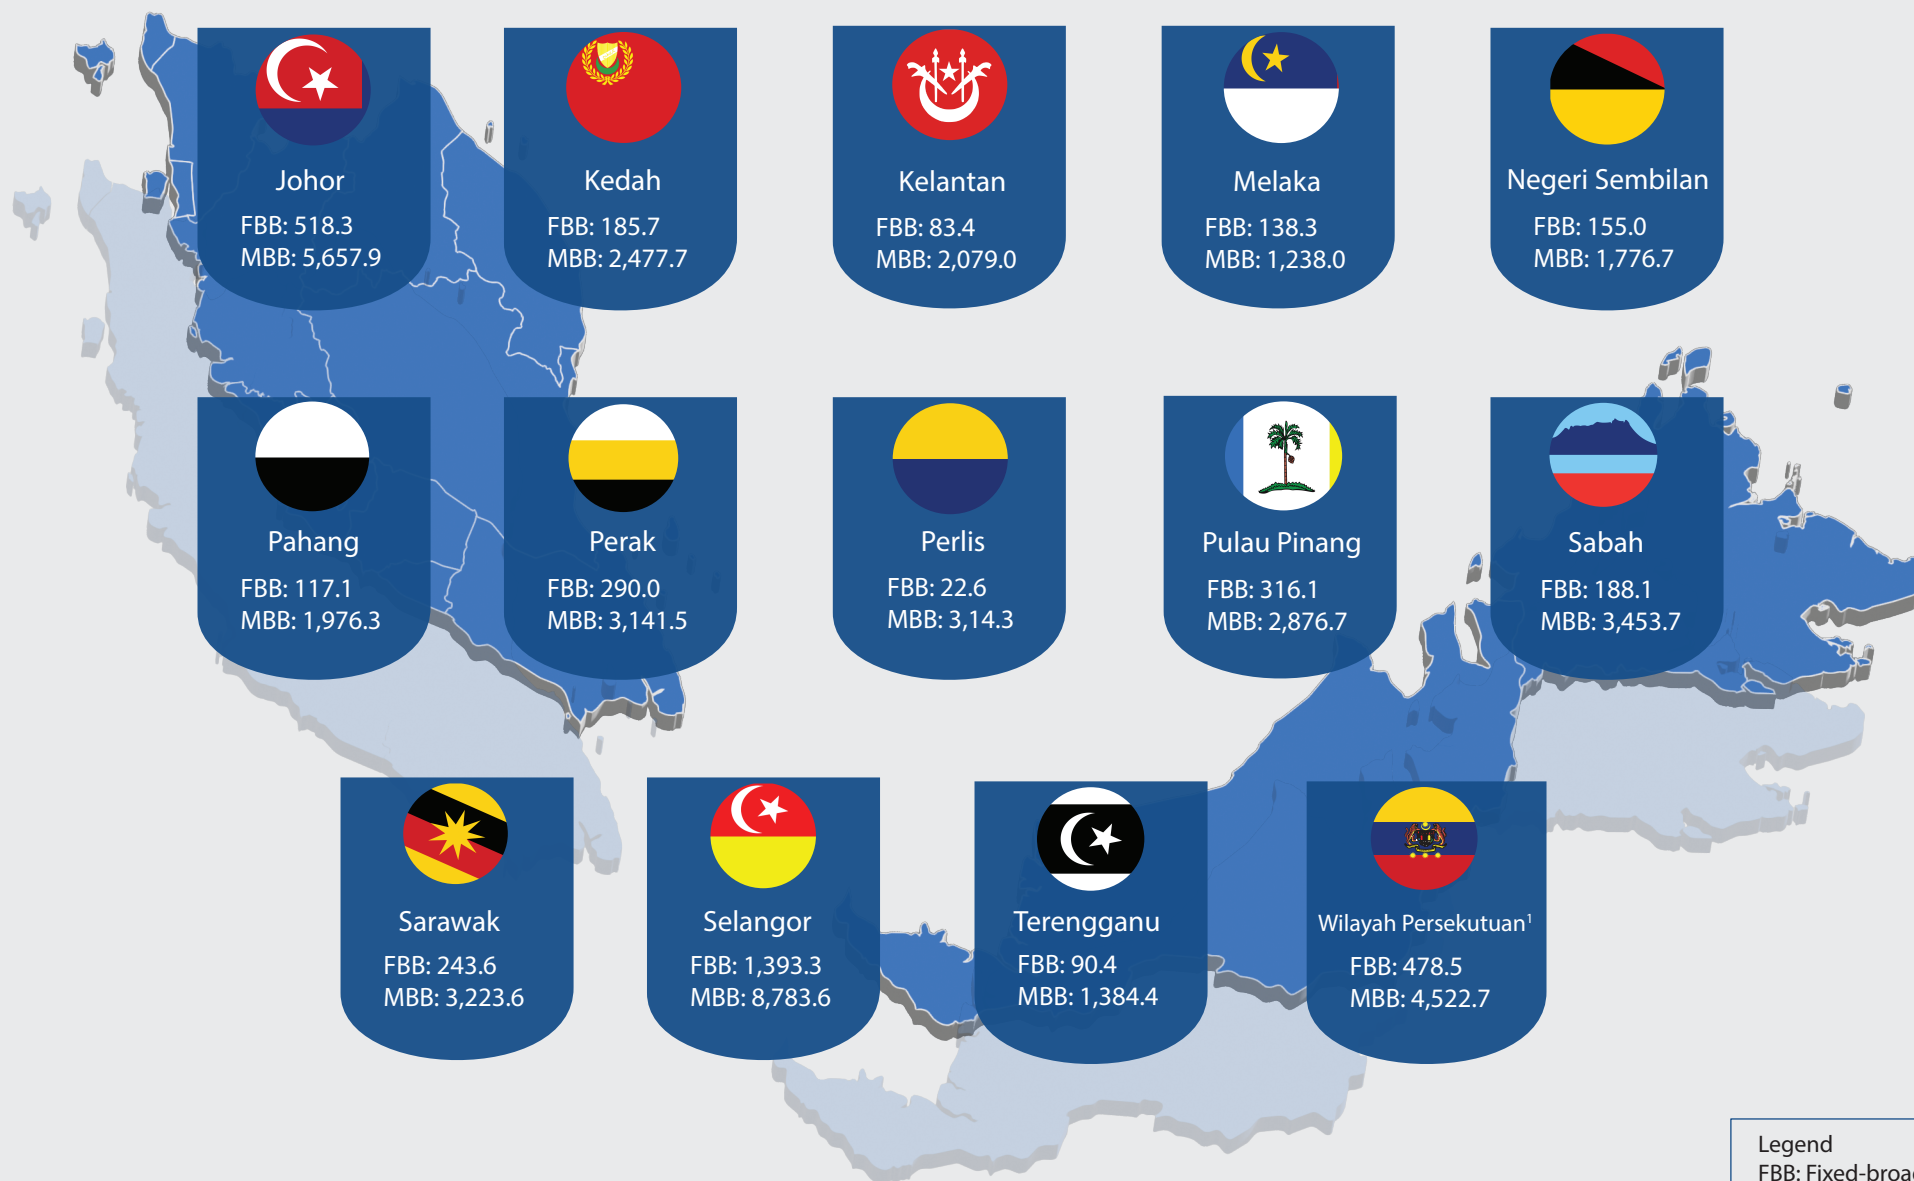 Johor
FBB: 518.3
MBB: 5,657.9
Kedah
FBB: 185.7
MBB: 2,477.7
Kelantan
FBB: 83.4
MBB: 2,079.0
Melaka
FBB: 138.3
MBB: 1,238.0
Negeri Sembilan
FBB: 155.0
MBB: 1,776.7
Pahang
FBB: 117.1
MBB: 1,976.3
Perak
FBB: 290.0
MBB: 3,141.5
Perlis
FBB: 22.6
MBB: 3,14.3
Pulau Pinang
FBB: 316.1
MBB: 2,876.7
Sabah
FBB: 188.1
MBB: 3,453.7
Sarawak
FBB: 243.6
MBB: 3,223.6
Selangor
FBB: 1,393.3
MBB: 8,783.6
Terengganu
FBB: 90.4
MBB: 1,384.4
Wilayah Persekutuan¹
FBB: 478.5
MBB: 4,522.7
Legend
FBB: